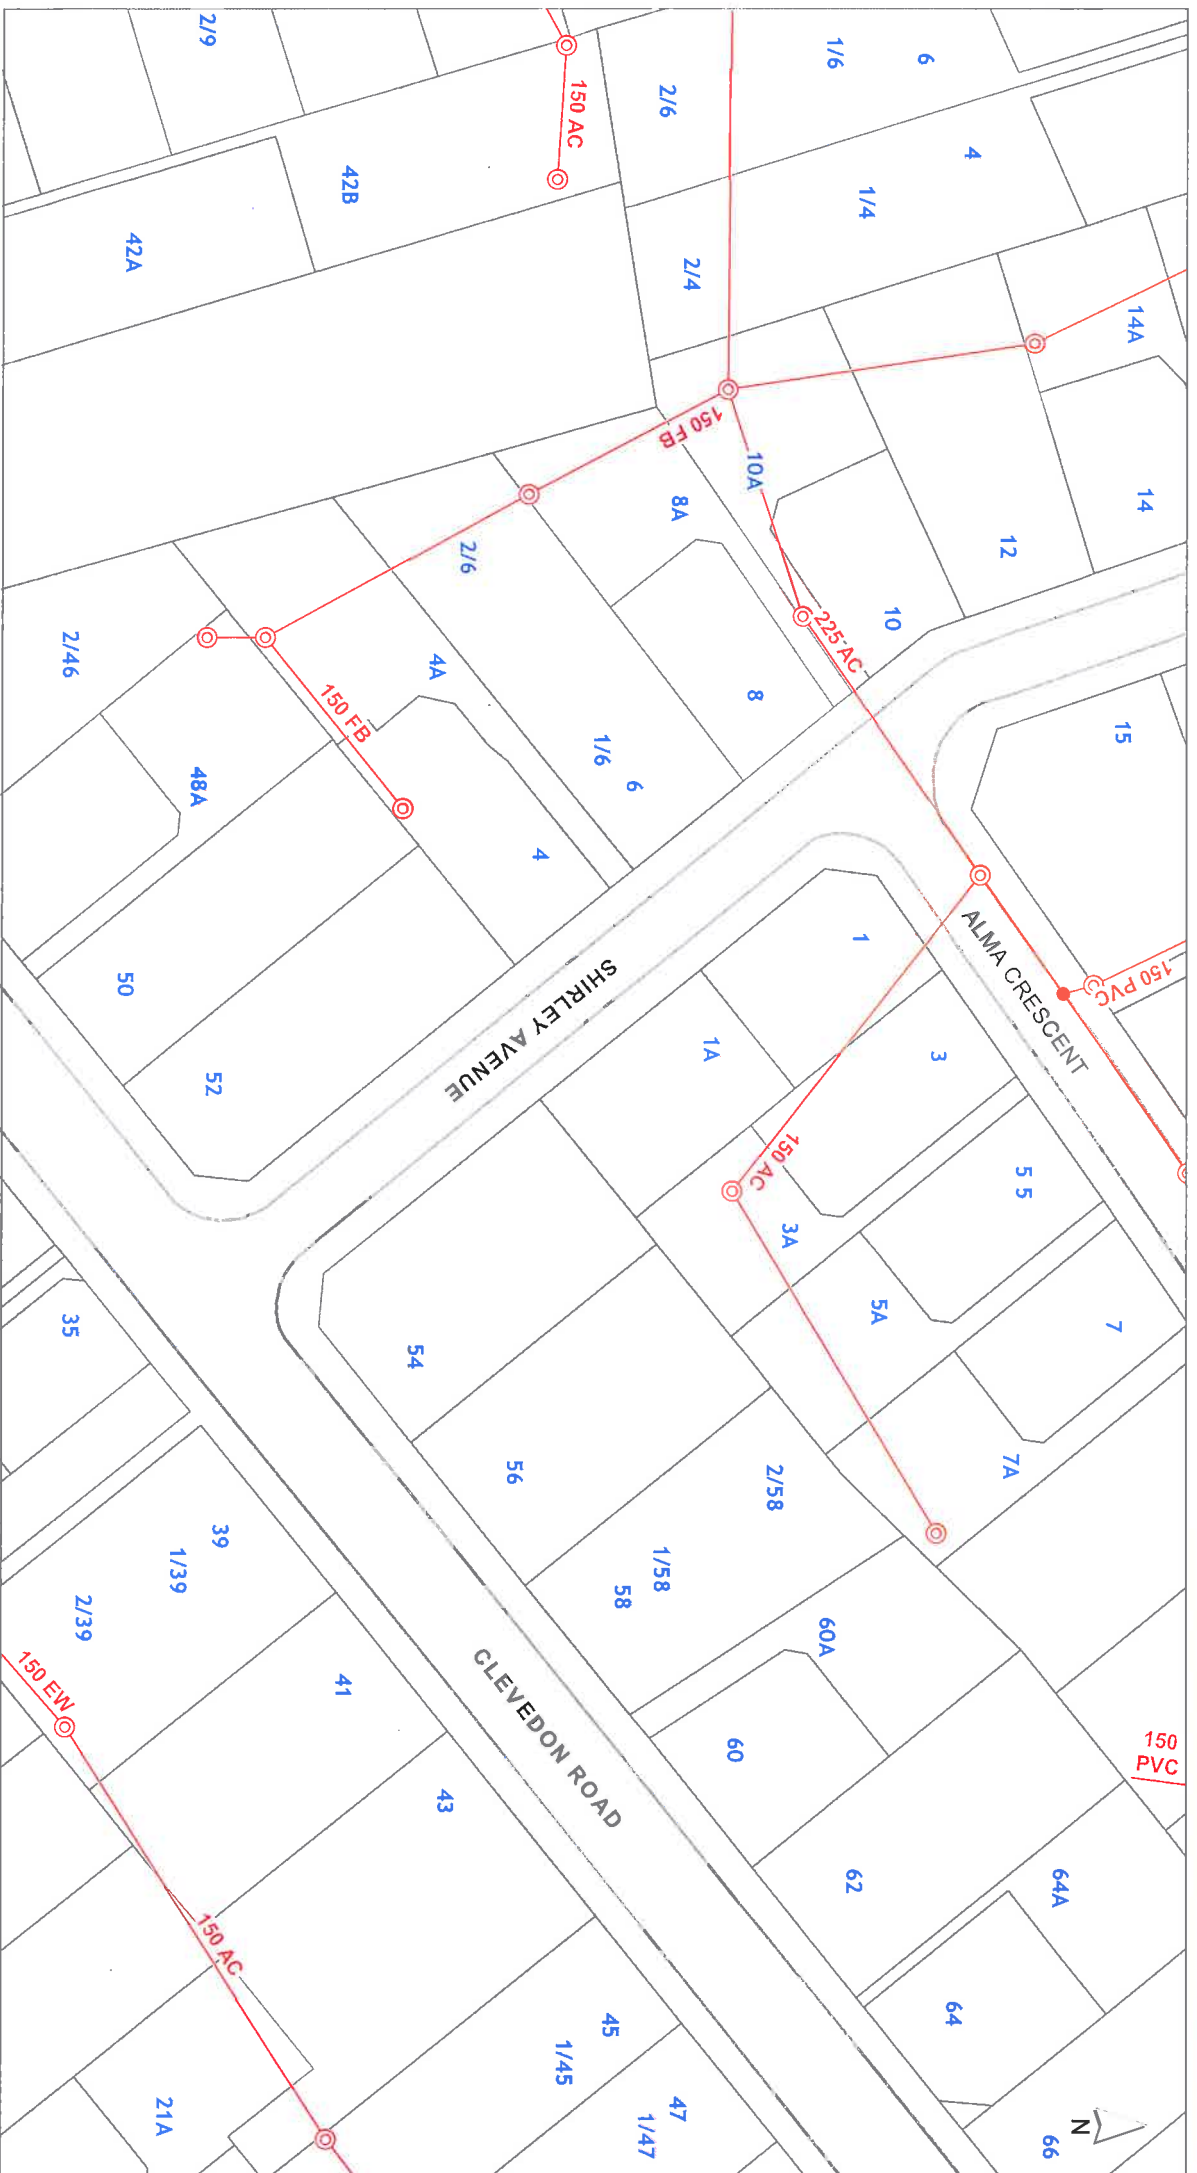 2/9
2/6
1/6
6
150 AC
42B
42A
4
1/4
2/4
14A
14
12
150 FB
10A
8A
10
225 AC
8
2/6
4A
1/6
6
4
150 FB
2/46
48A
50
52
15
1
ALMA CRESCENT
150 PVC
SHIRLEY AVENUE
1A
3
5 5
150 AC
3A
5A
7
7A
35
54
56
2/58
1/58
58
39
1/39
2/39
150 EW
41
43
CLEVEDON ROAD
60A
60
150
PVC
62
64A
64
150 AC
45
1/45
21A
47
1/47
N
66